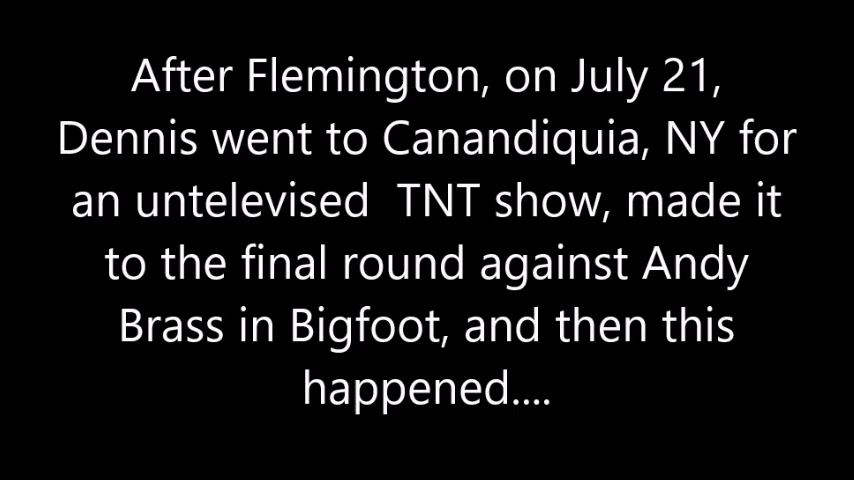 After Flemington, on July 21,
Dennis went to Canandiquia, NY for
an untelevised  TNT show, made it
to the final round against Andy
Brass in Bigfoot, and then this
happened....